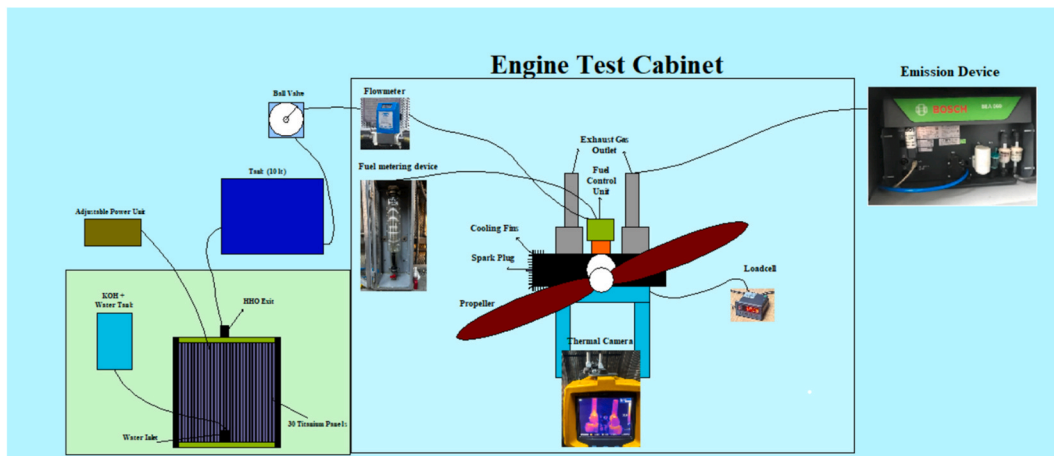 Engine Test Cabinet
Emission Device
Ball Valve
Flowmeter
BOSCH
Exhaust Gas
Outlet
Fuel metering device
Fuel
Control
Unit
Tank (10 lt)
Adjustable Power Unit
Cooling Fins
Spark Plug
Loadcell
KOH +
Water Tank
HHO Exit
Propeller
Thermal Camera
30 Titanium Panels
Water Inlet